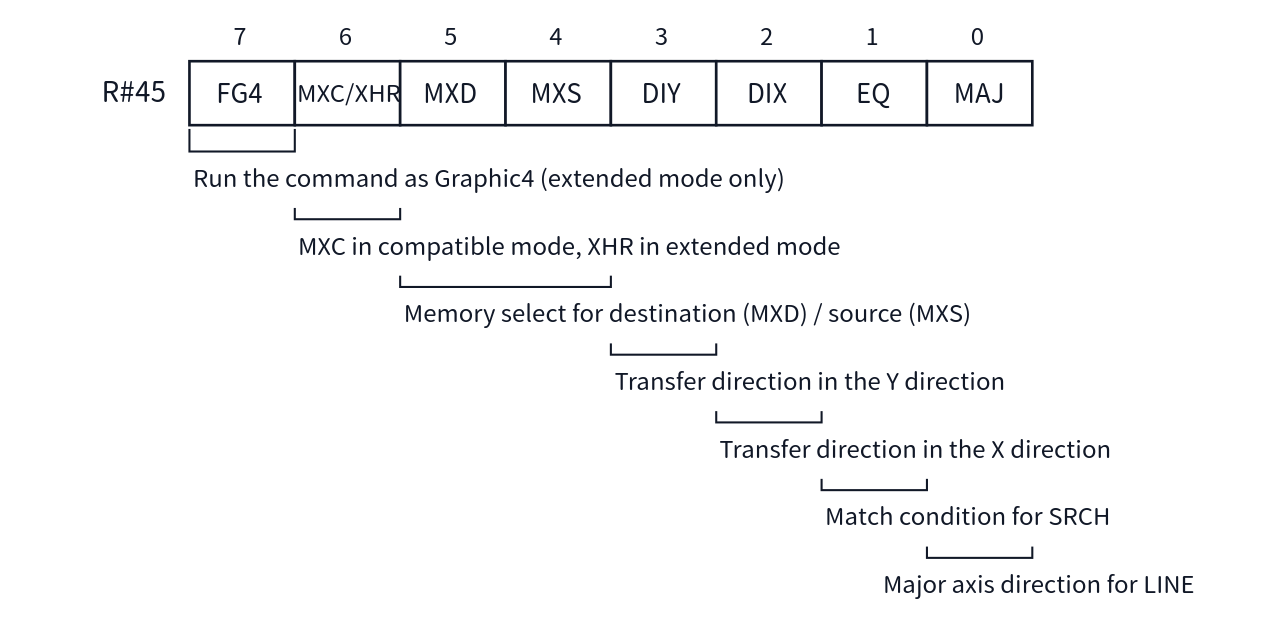 7 6 5 4 3 2 1 0
R#45 FG4 MXC/XHR MXD MXS DIY DIX EQ MAJ
Run the command as Graphic4 (extended mode only)
MXC in compatible mode, XHR in extended mode
Memory select for destination (MXD) / source (MXS)
Transfer direction in the Y direction
Transfer direction in the X direction
Match condition for SRCH
Major axis direction for LINE